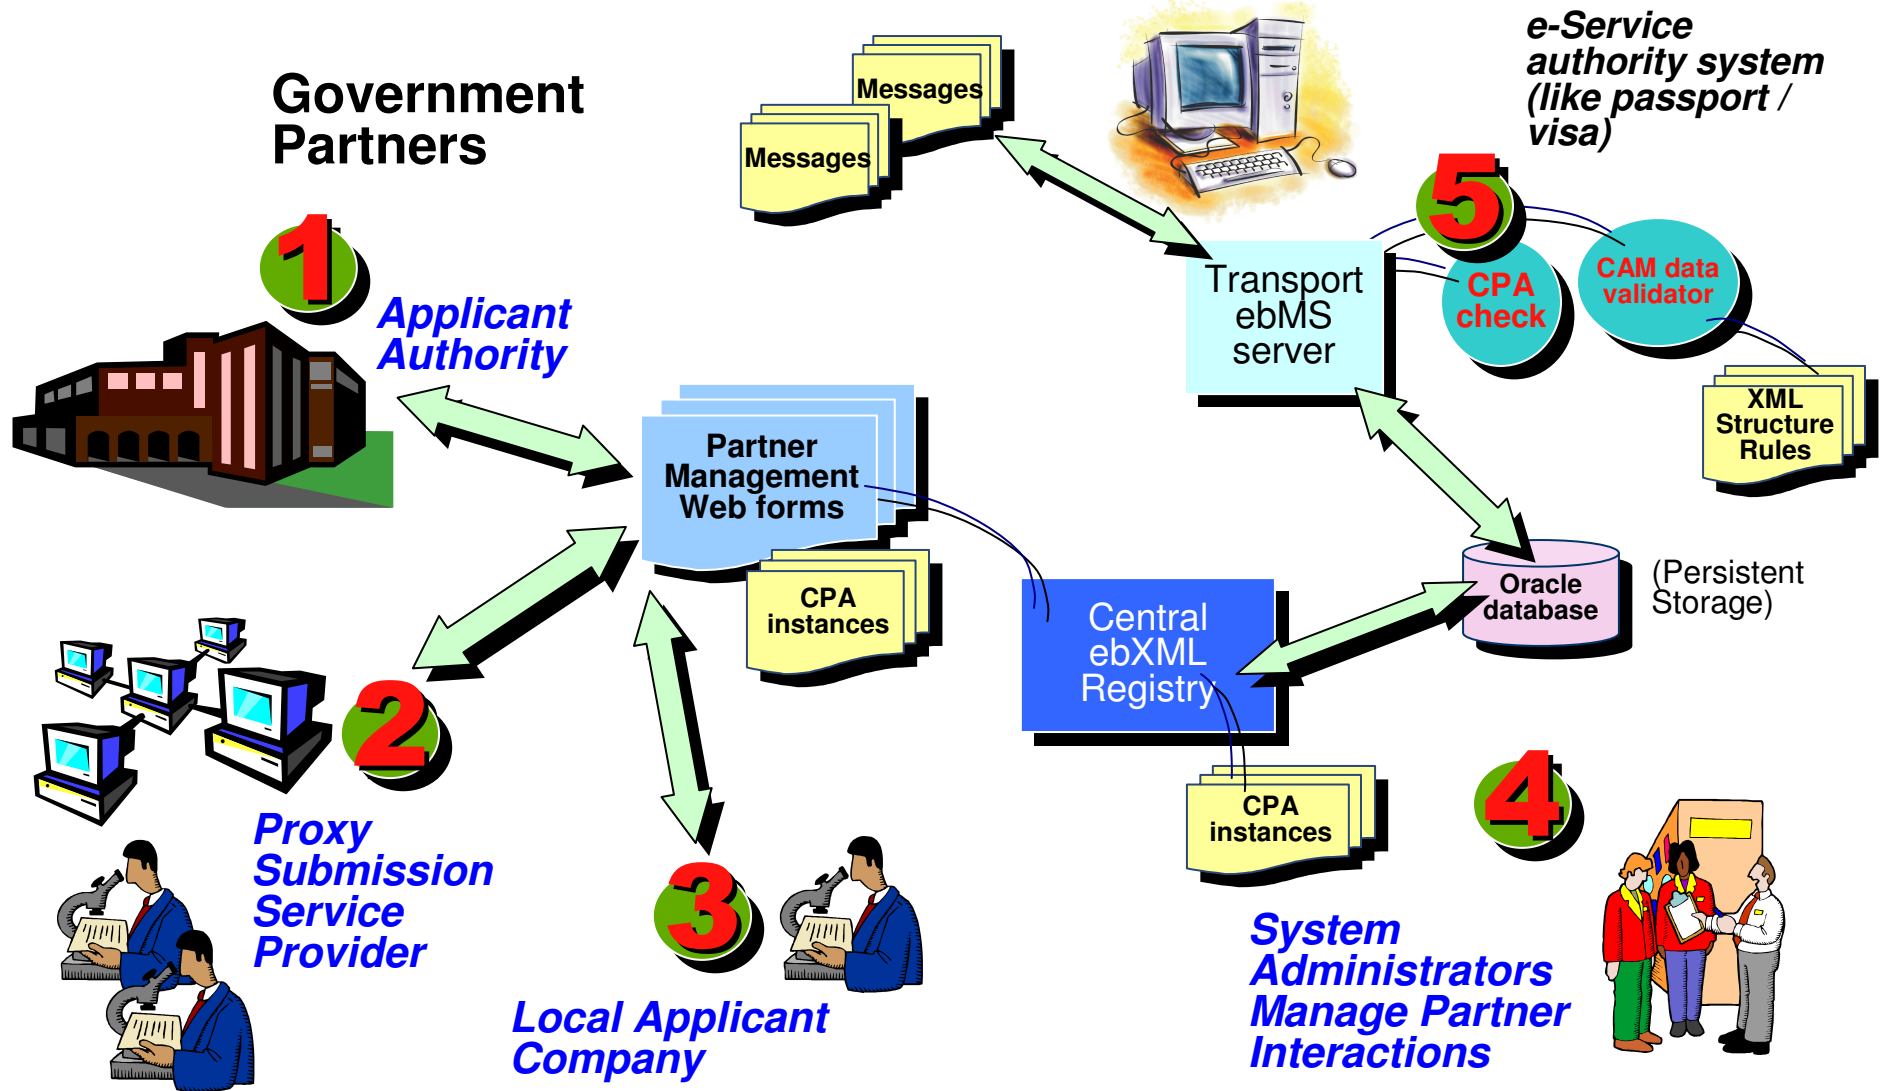 Government
Partners
Messages
Messages
e-Service
authority system
(like passport /
visa)
1
Applicant
Authority
5
Transport
ebMS
server
CPA
check
CAM data
validator
XML
Structure
Rules
Partner
Management
Web forms
CPA
instances
Central
ebXML
Registry
Oracle
database
(Persistent
Storage)
2
Proxy
Submission
Service
Provider
3
Local Applicant
Company
CPA
instances
4
System
Administrators
Manage Partner
Interactions